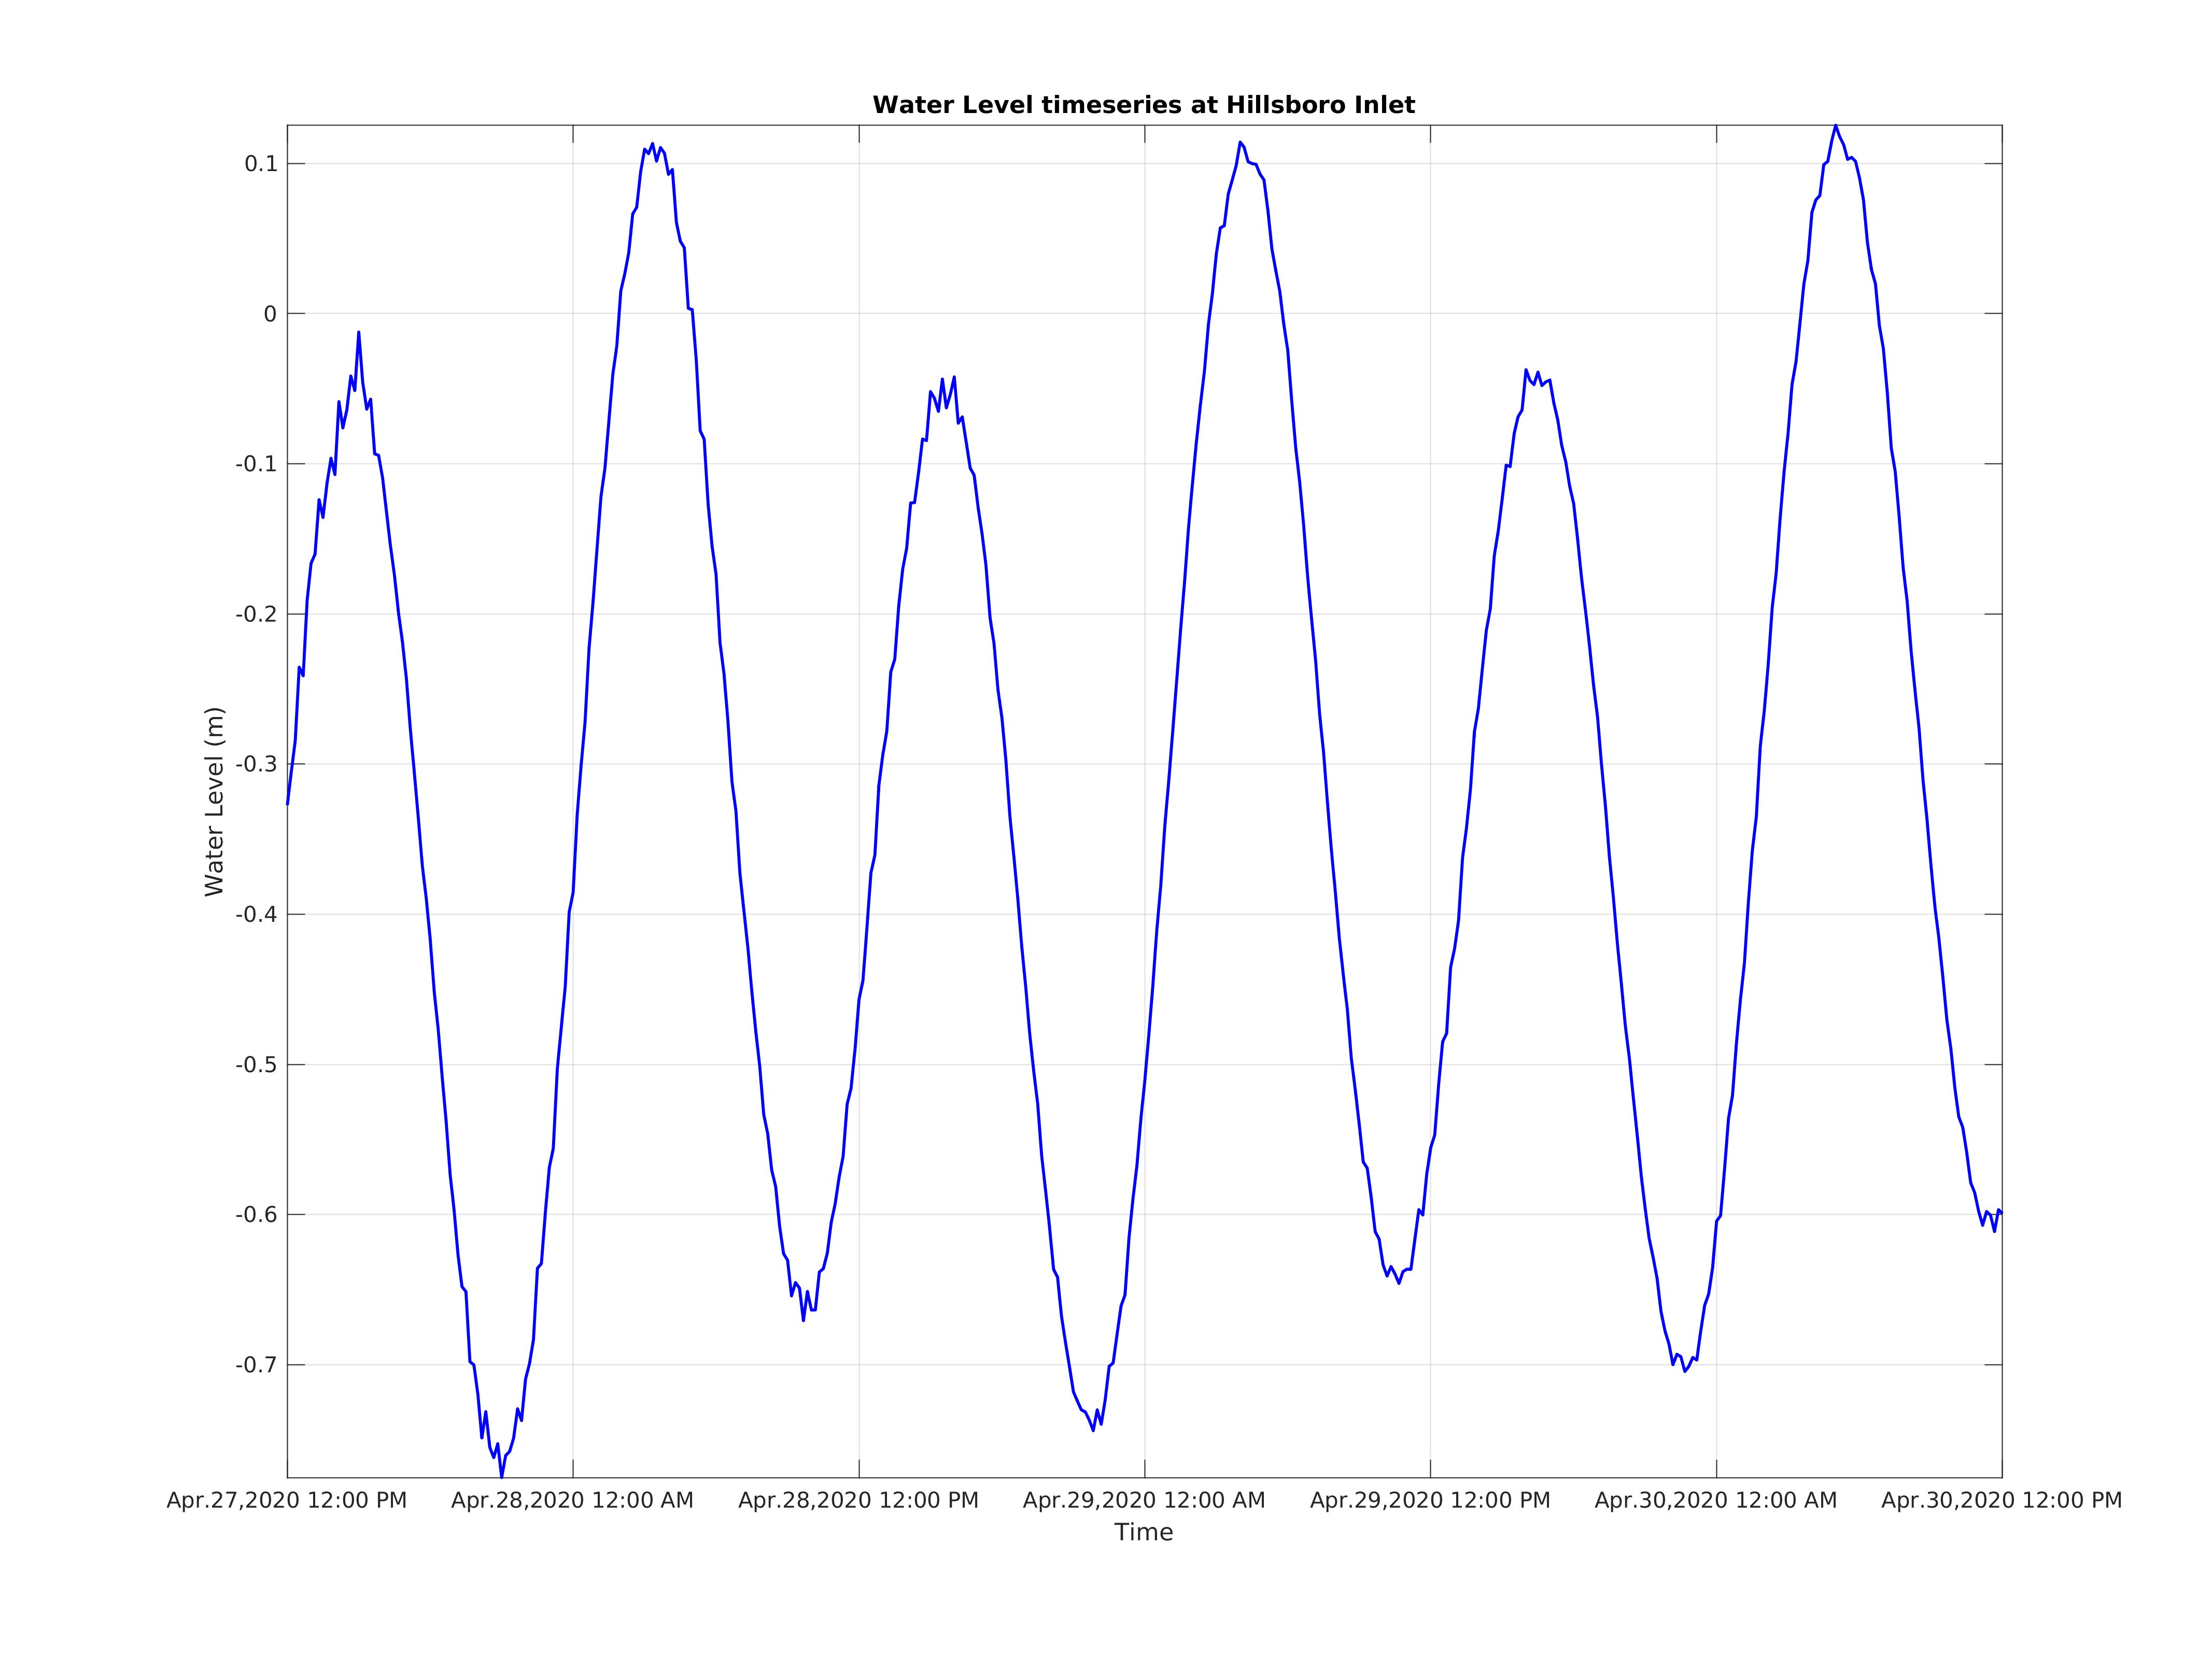 Water Level timeseries at Hillsboro Inlet
0.1
0
-0.1
-0.2
-0.3
-0.4
-0.5
-0.6
-0.7
Water Level (m)
Apr.27,2020 12:00 PM
Apr.28,2020 12:00 AM
Apr.28,2020 12:00 PM
Apr.29,2020 12:00 AM
Apr.29,2020 12:00 PM
Apr.30,2020 12:00 AM
Apr.30,2020 12:00 PM
Time